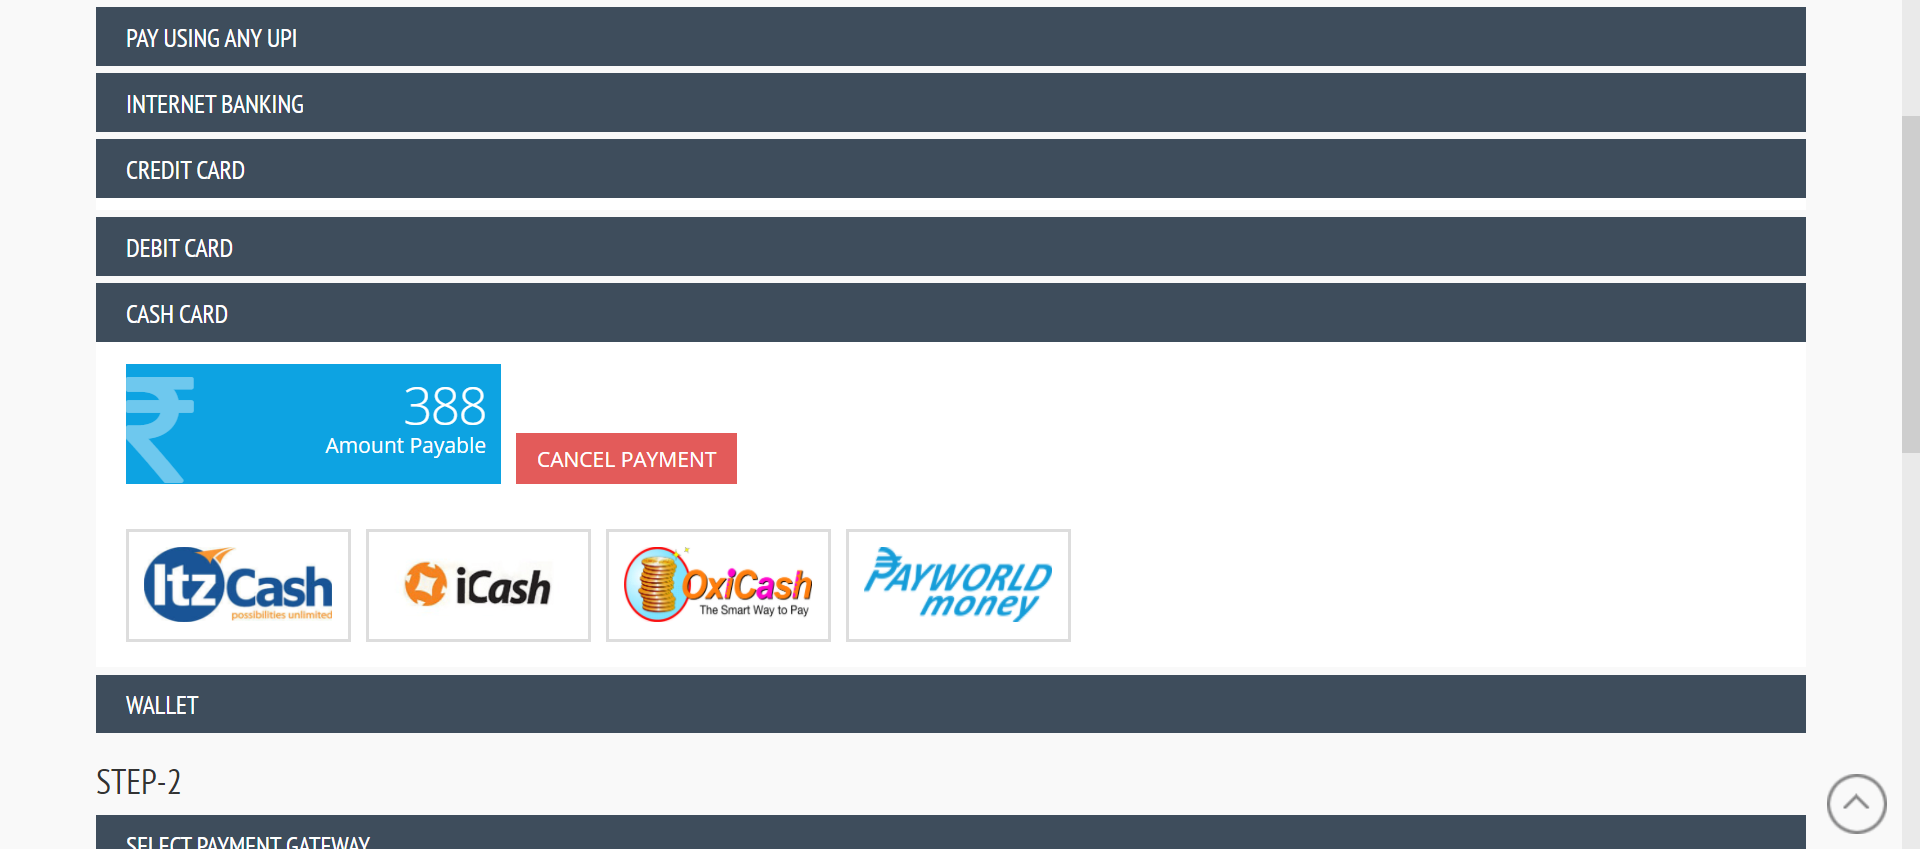 PAY USING ANY UPI
INTERNET BANKING
CREDIT CARD
DEBIT CARD
CASH CARD
388
Amount Payable
CANCEL PAYMENT
ItzCash
possibilities unlimited
iCash
OxiCash
The Smart Way to Pay
PAYWORLD
money
WALLET
STEP-2
SELECT PAYMENT GATEWAY